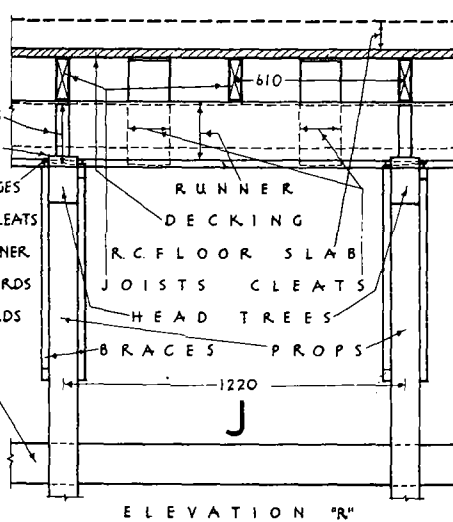 610
RUNNER
GES DECKING
LEATS R.C. FLOOR SLAB
NER JOISTS CLEATS
RDS HEAD TREES
DS BRACES PROPS
1220
J
ELEVATION "R"